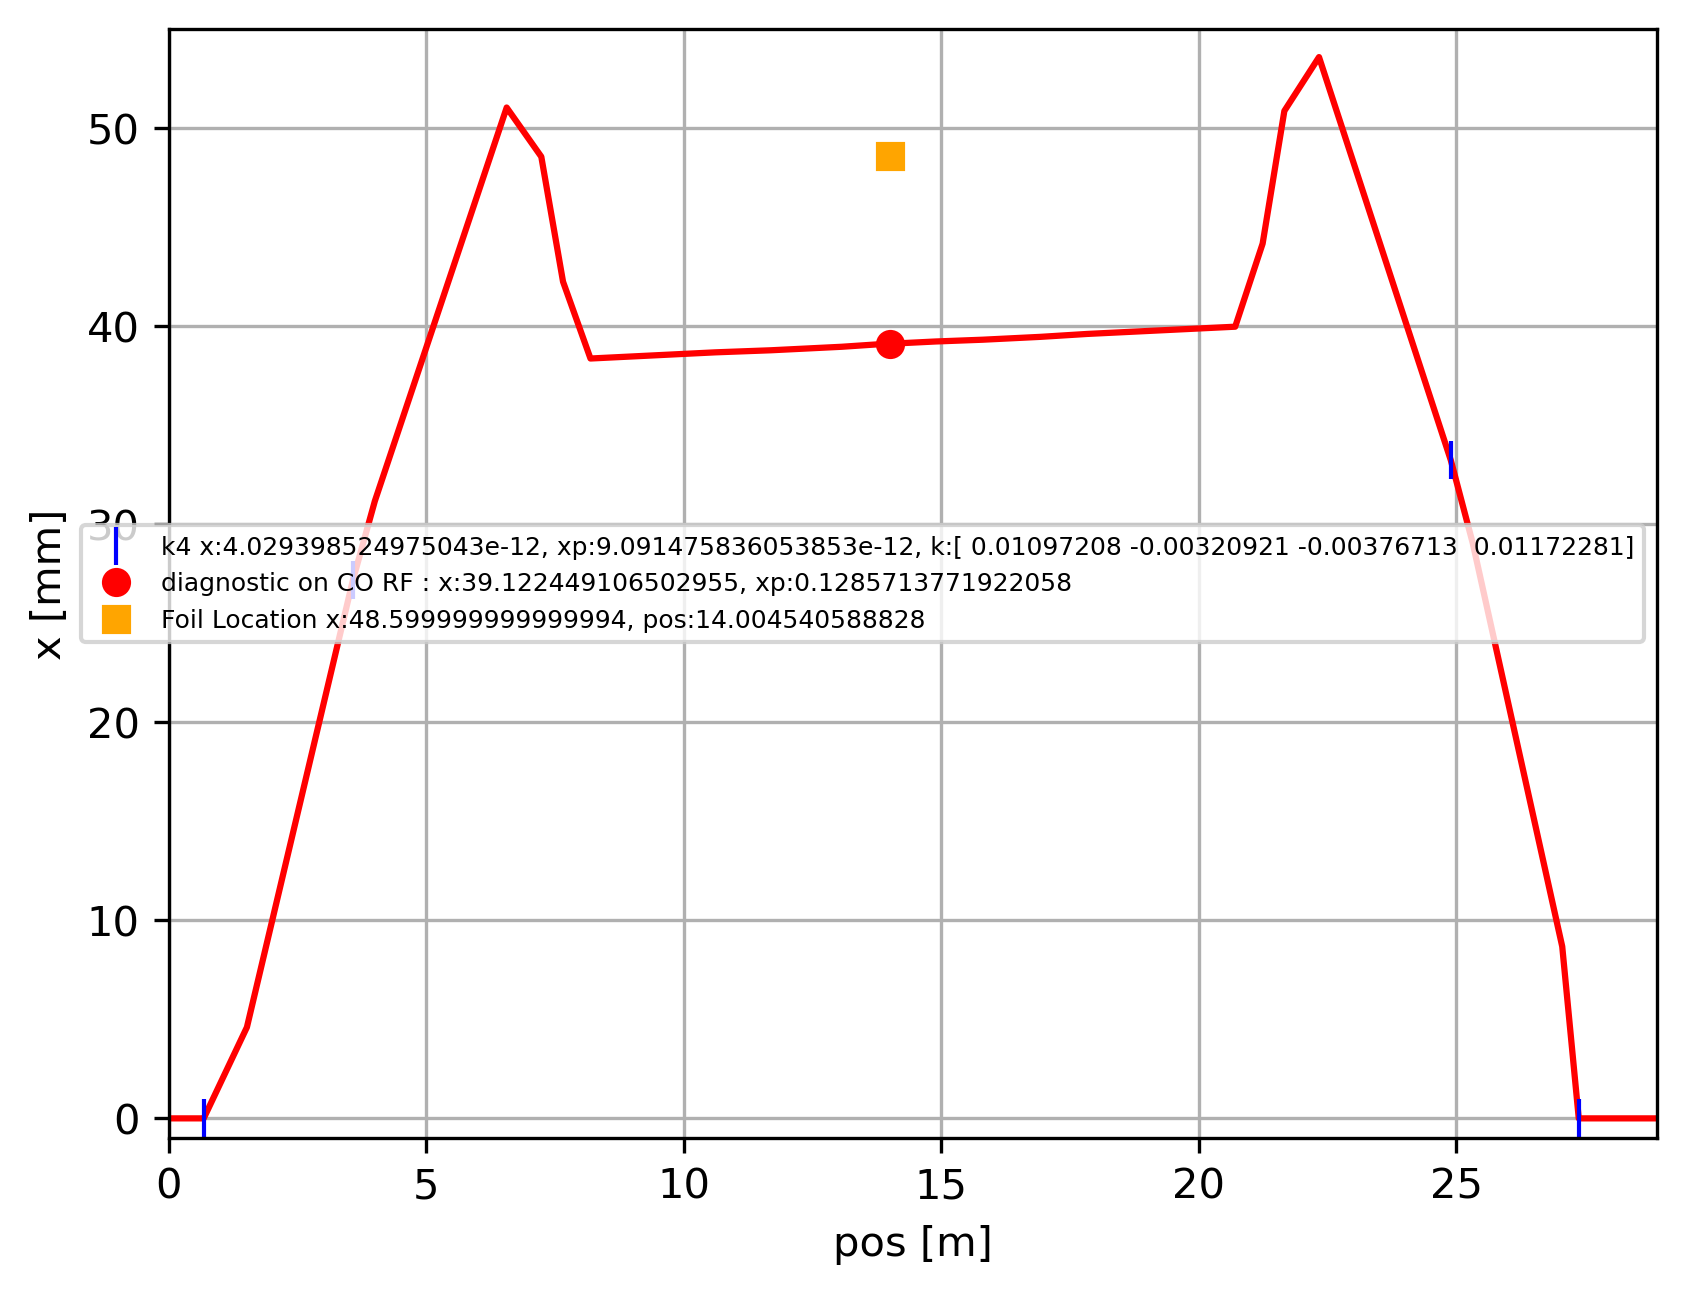 50
40
30
20
10
0
x [mm]
k4 x:4.029398524975043e-12, xp:9.091475836053853e-12, k:[ 0.01097208 -0.00320921 -0.00376713  0.01172281]
diagnostic on CO RF : x:39.122449106502955, xp:0.1285713771922058
Foil Location x:48.599999999999994, pos:14.004540588828
0 5 10 15 20 25
pos [m]